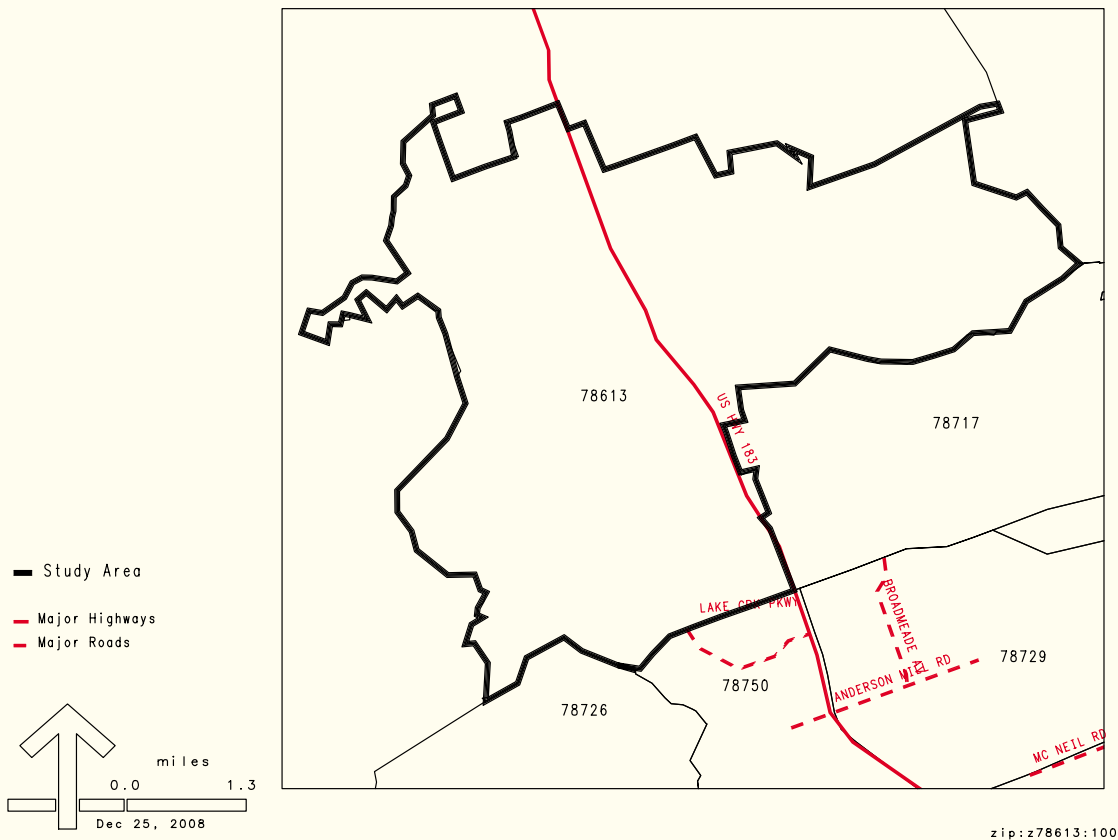 78613
US HWY 183
78717
Study Area
LAKE CRK PKWY
BROADMEADE AV
Major Highways
Major Roads
78729
ANDERSON MILL RD
78750
78726
MC NEIL RD
miles
0.0 1.3
Dec 25, 2008
zip:z78613:100